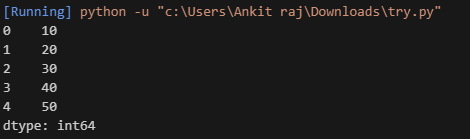 [Running] python -u "c:\Users\Ankit raj\Downloads\try.py"
0    10
1    20
2    30
3    40
4    50
dtype: int64